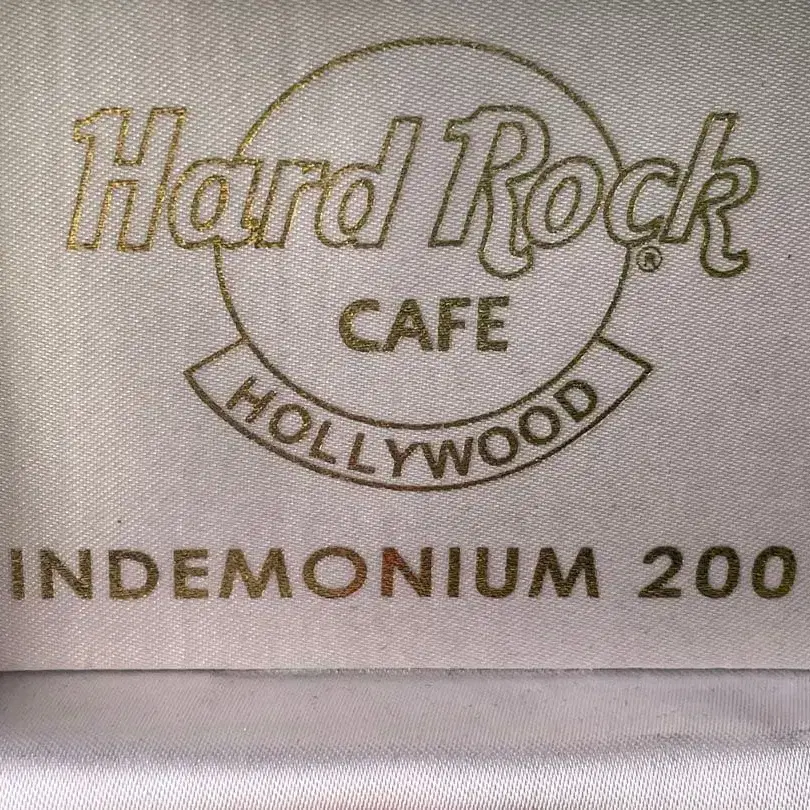 Hard Rock ®
CAFE
HOLLYWOOD
INDEMONIUM 200